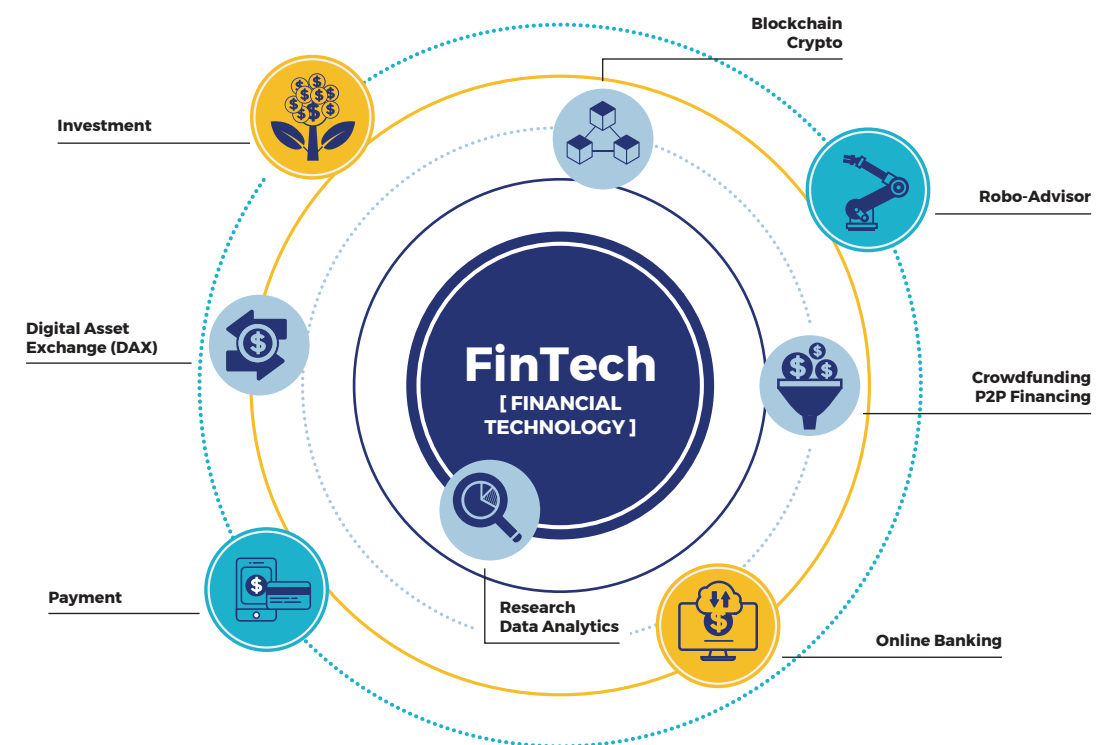 Blockchain
Crypto
Investment
Robo-Advisor
Digital Asset
Exchange (DAX)
FinTech
[ FINANCIAL
TECHNOLOGY ]
Crowdfunding
P2P Financing
Payment
Research
Data Analytics
Online Banking